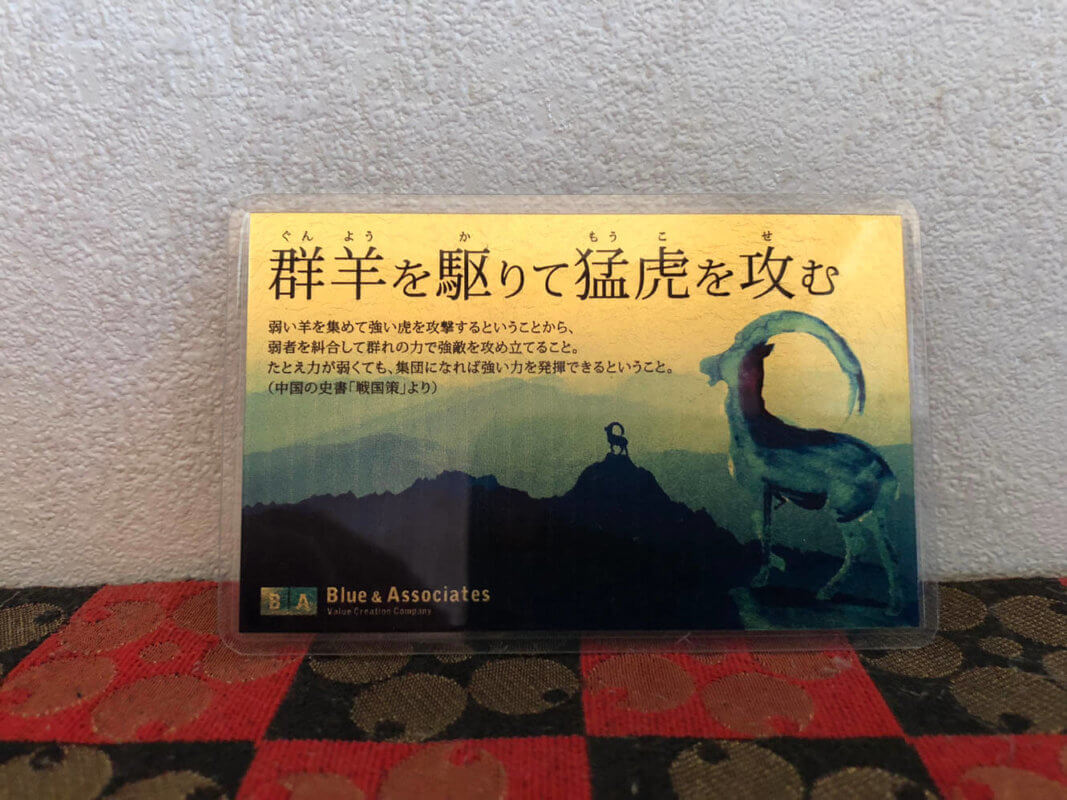 ぐんよう か もうこ せ
群羊を駆りて猛虎を攻む
弱い羊を集めて強い虎を攻撃するということから、
弱者を糾合して群れの力で強敵を攻め立てること。
たとえ力が弱くても、集団になれば強い力を発揮できるということ。
（中国の史書「戦国策」より）
BA Blue & Associates
Value Creation Company